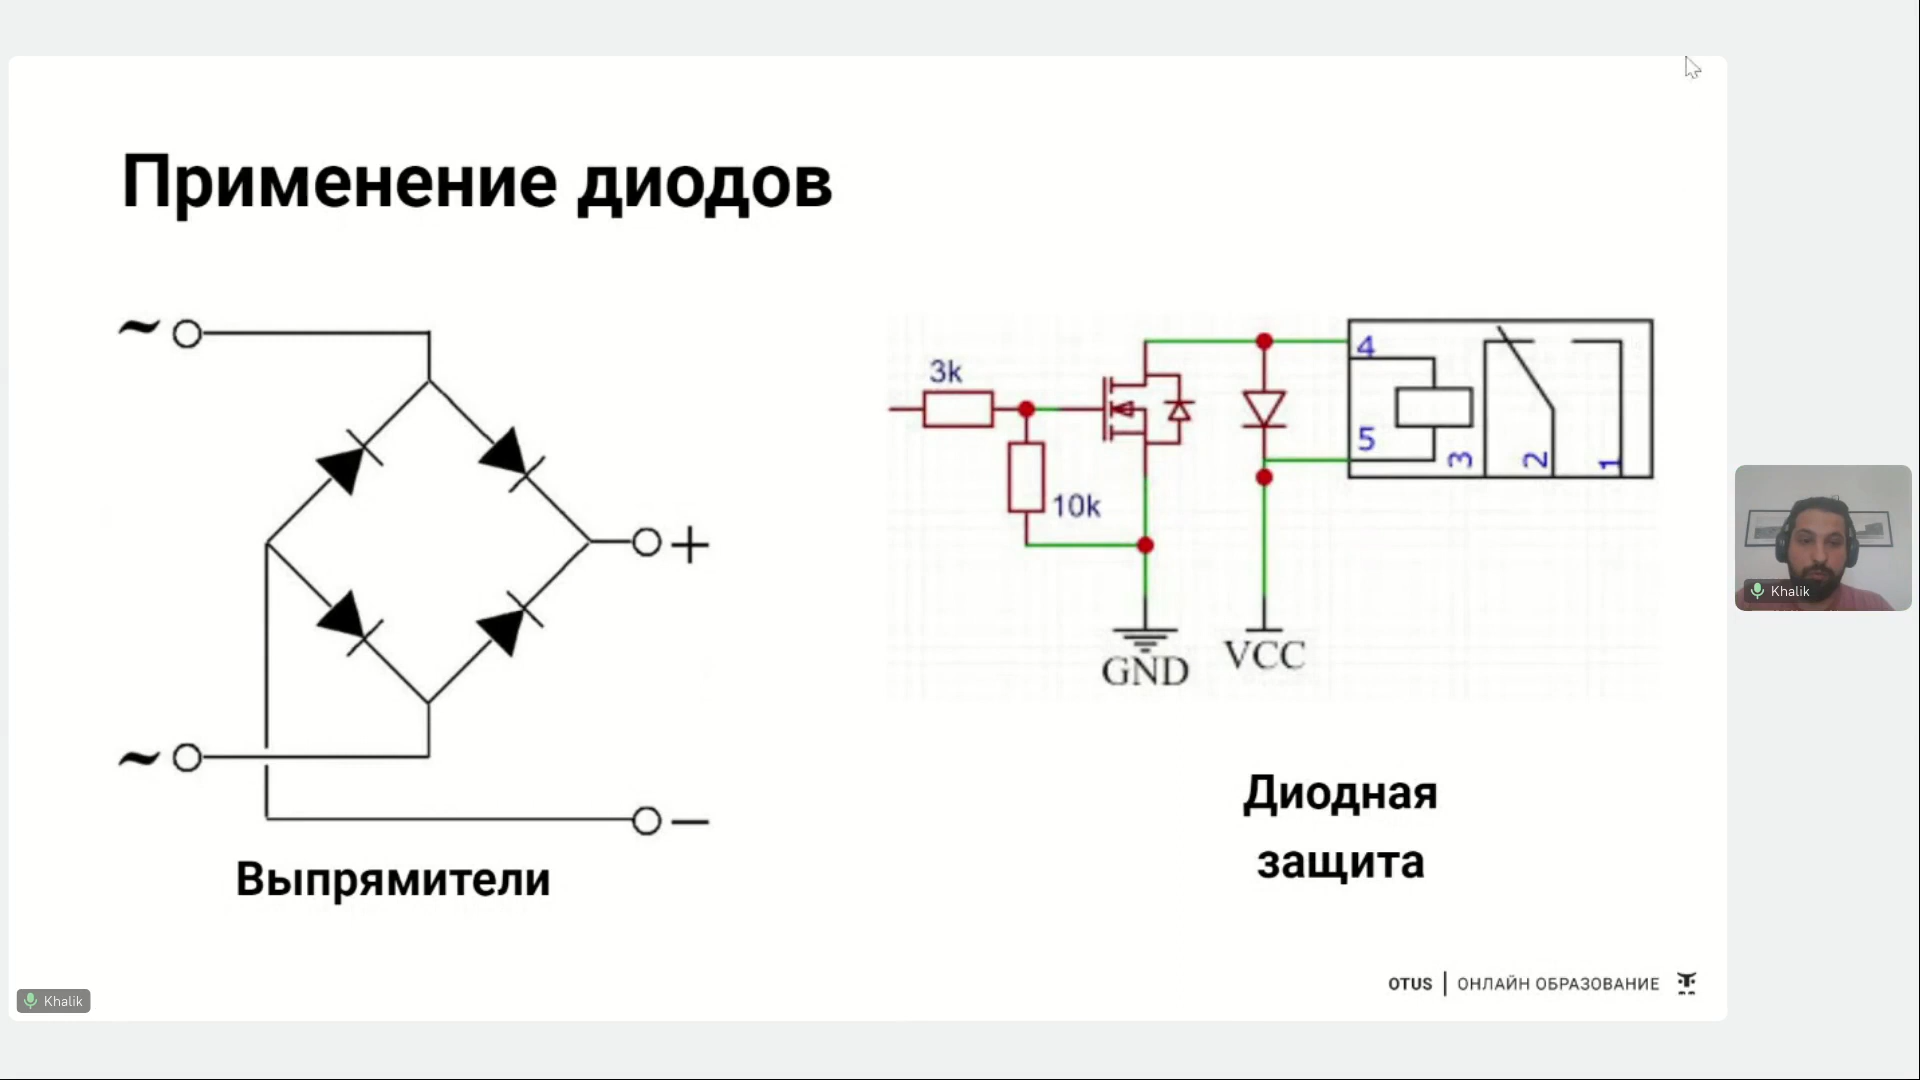 Применение диодов
~
+
~
−
Выпрямители
3k
10k
GND
VCC
4
5
3
2
1
Диодная
защита
OTUS | ОНЛАЙН ОБРАЗОВАНИЕ
Khalik
Khalik